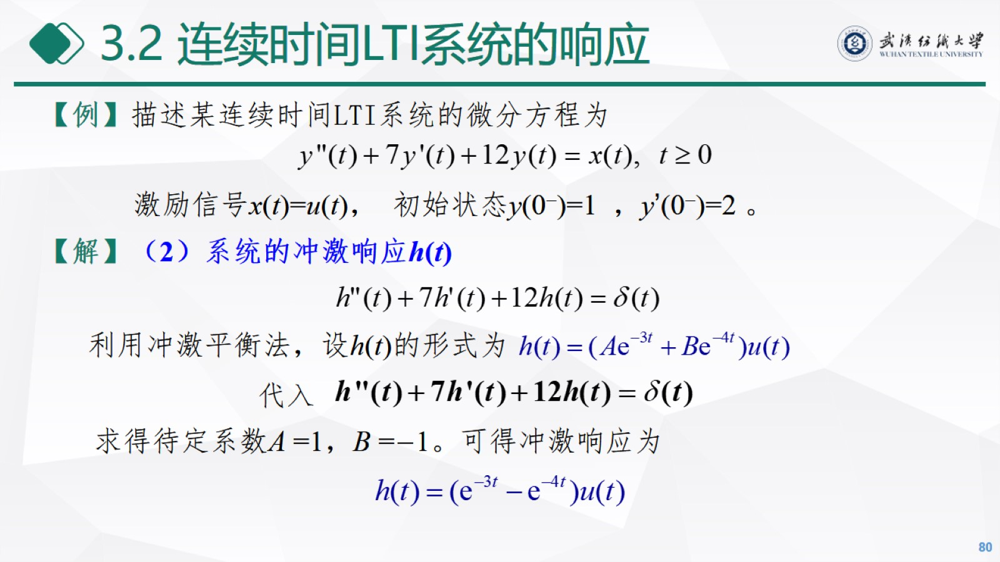 3.2 连续时间LTI系统的响应
武汉纺织大学
WUHAN TEXTILE UNIVERSITY
【例】描述某连续时间LTI系统的微分方程为
y"(t)+7y'(t)+12y(t)=x(t), t≥0
激励信号x(t)=u(t)， 初始状态y(0⁻)=1 ，y’(0⁻)=2 。
【解】（2）系统的冲激响应h(t)
h"(t)+7h'(t)+12h(t)=δ(t)
利用冲激平衡法，设h(t)的形式为 h(t)=(Ae⁻³ᵗ+Be⁻⁴ᵗ)u(t)
代入 h"(t)+7h'(t)+12h(t)=δ(t)
求得待定系数A =1，B =−1。可得冲激响应为
h(t)=(e⁻³ᵗ−e⁻⁴ᵗ)u(t)
80